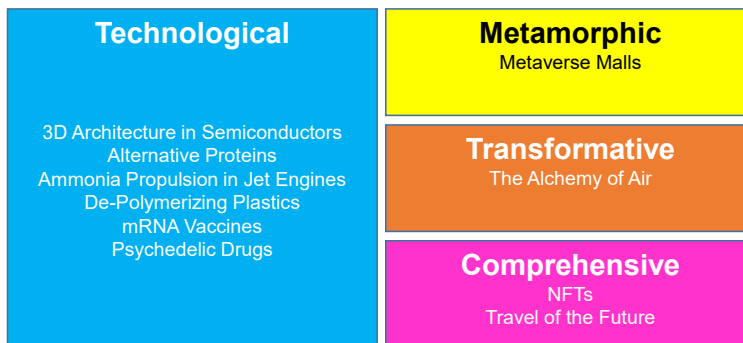 Technological
3D Architecture in Semiconductors
Alternative Proteins
Ammonia Propulsion in Jet Engines
De-Polymerizing Plastics
mRNA Vaccines
Psychedelic Drugs
Metamorphic
Metaverse Malls
Transformative
The Alchemy of Air
Comprehensive
NFTs
Travel of the Future